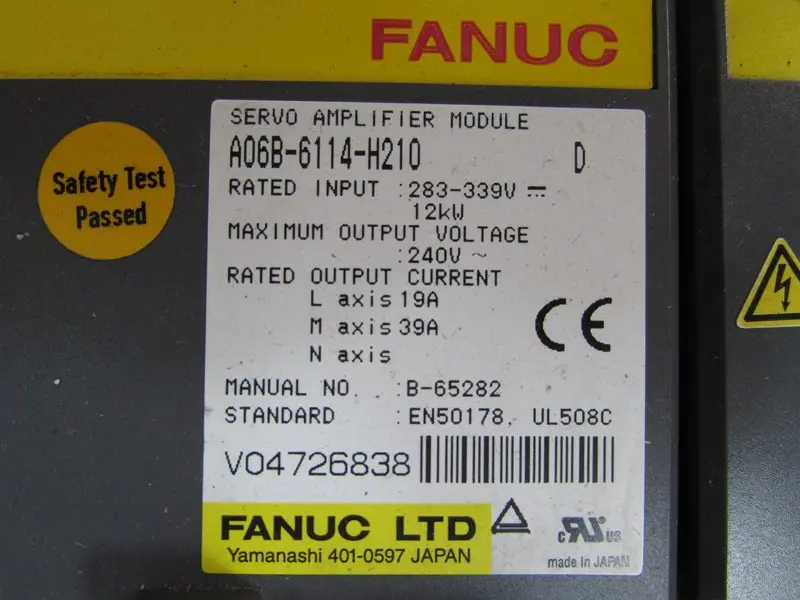 FANUC
Safety Test
Passed
SERVO AMPLIFIER MODULE
A06B-6114-H210 D
RATED INPUT :283-339V ⎓
12kW
MAXIMUM OUTPUT VOLTAGE
:240V ~
RATED OUTPUT CURRENT
L axis 19A
M axis 39A
N axis
MANUAL NO. :B-65282
STANDARD :EN50178, UL508C
CE
V04726838
FANUC LTD
Yamanashi 401-0597 JAPAN
c RU us
made in JAPAN